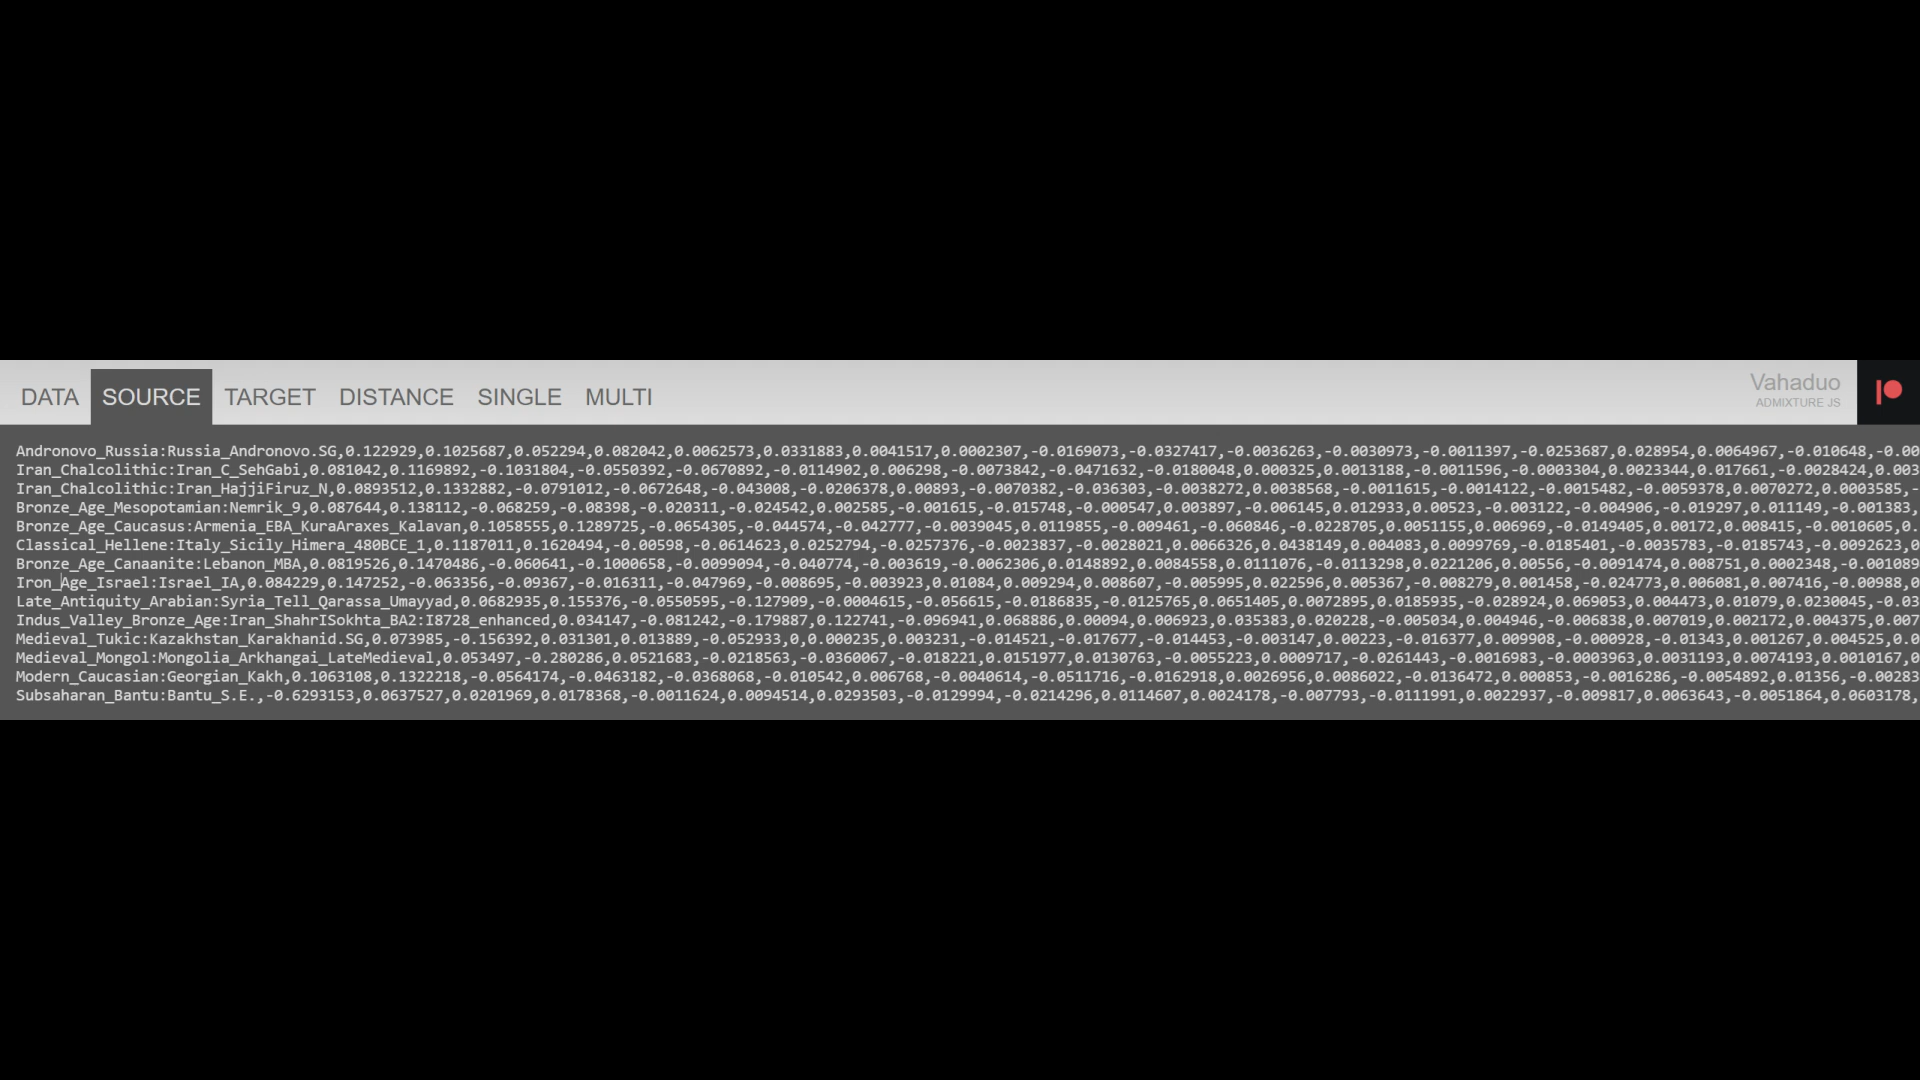 DATA SOURCE TARGET DISTANCE SINGLE MULTI Vahaduo
ADMIXTURE JS
Andronovo_Russia:Russia_Andronovo.SG,0.122929,0.1025687,0.052294,0.082042,0.0062573,0.0331883,0.0041517,0.0002307,-0.0169073,-0.0327417,-0.0036263,-0.0030973,-0.0011397,-0.0253687,0.028954,0.0064967,-0.010648,-0.00
Iran_Chalcolithic:Iran_C_SehGabi,0.081042,0.1169892,-0.1031804,-0.0550392,-0.0670892,-0.0114902,0.006298,-0.0073842,-0.0471632,-0.0180048,0.000325,0.0013188,-0.0011596,-0.0003304,0.0023344,0.017661,-0.0028424,0.003
Iran_Chalcolithic:Iran_HajjiFiruz_N,0.0893512,0.1332882,-0.0791012,-0.0672648,-0.043008,-0.0206378,0.00893,-0.0070382,-0.036303,-0.0038272,0.0038568,-0.0011615,-0.0014122,-0.0015482,-0.0059378,0.0070272,0.0003585,-
Bronze_Age_Mesopotamian:Nemrik_9,0.087644,0.138112,-0.068259,-0.08398,-0.020311,-0.024542,0.002585,-0.001615,-0.015748,-0.000547,0.003897,-0.006145,0.012933,0.00523,-0.003122,-0.004906,-0.019297,0.011149,-0.001383,
Bronze_Age_Caucasus:Armenia_EBA_KuraAraxes_Kalavan,0.1058555,0.1289725,-0.0654305,-0.044574,-0.042777,-0.0039045,0.0119855,-0.009461,-0.060846,-0.0228705,0.0051155,0.006969,-0.0149405,0.00172,0.008415,-0.0010605,0.
Classical_Hellene:Italy_Sicily_Himera_480BCE_1,0.1187011,0.1620494,-0.00598,-0.0614623,0.0252794,-0.0257376,-0.0023837,-0.0028021,0.0066326,0.0438149,0.004083,0.0099769,-0.0185401,-0.0035783,-0.0185743,-0.0092623,0
Bronze_Age_Canaanite:Lebanon_MBA,0.0819526,0.1470486,-0.060641,-0.1000658,-0.0099094,-0.040774,-0.003619,-0.0062306,0.0148892,0.0084558,0.0111076,-0.0113298,0.0221206,0.00556,-0.0091474,0.008751,0.0002348,-0.001089
Iron_Age_Israel:Israel_IA,0.084229,0.147252,-0.063356,-0.09367,-0.016311,-0.047969,-0.008695,-0.003923,0.01084,0.009294,0.008607,-0.005995,0.022596,0.005367,-0.008279,0.001458,-0.024773,0.006081,0.007416,-0.00988,0
Late_Antiquity_Arabian:Syria_Tell_Qarassa_Umayyad,0.0682935,0.155376,-0.0550595,-0.127909,-0.0004615,-0.056615,-0.0186835,-0.0125765,0.0651405,0.0072895,0.0185935,-0.028924,0.069053,0.004473,0.01079,0.0230045,-0.03
Indus_Valley_Bronze_Age:Iran_ShahrISokhta_BA2:I8728_enhanced,0.034147,-0.081242,-0.179887,0.122741,-0.096941,0.068886,0.00094,0.006923,0.035383,0.020228,-0.005034,0.004946,-0.006838,0.007019,0.002172,0.004375,0.007
Medieval_Tukic:Kazakhstan_Karakhanid.SG,0.073985,-0.156392,0.031301,0.013889,-0.052933,0.000235,0.003231,-0.014521,-0.017677,-0.014453,-0.003147,0.00223,-0.016377,0.009908,-0.000928,-0.01343,0.001267,0.004525,0.0
Medieval_Mongol:Mongolia_Arkhangai_LateMedieval,0.053497,-0.280286,0.0521683,-0.0218563,-0.0360067,-0.018221,0.0151977,0.0130763,-0.0055223,0.0009717,-0.0261443,-0.0016983,-0.0003963,0.0031193,0.0074193,0.0010167,0
Modern_Caucasian:Georgian_Kakh,0.1063108,0.1322218,-0.0564174,-0.0463182,-0.0368068,-0.010542,0.006768,-0.0040614,-0.0511716,-0.0162918,0.0026956,0.0086022,-0.0136472,0.000853,-0.0016286,-0.0054892,0.01356,-0.00283
Subsaharan_Bantu:Bantu_S.E.,-0.6293153,0.0637527,0.0201969,0.0178368,-0.0011624,0.0094514,0.0293503,-0.0129994,-0.0214296,0.0114607,0.0024178,-0.007793,-0.0111991,0.0022937,-0.009817,0.0063643,-0.0051864,0.0603178,